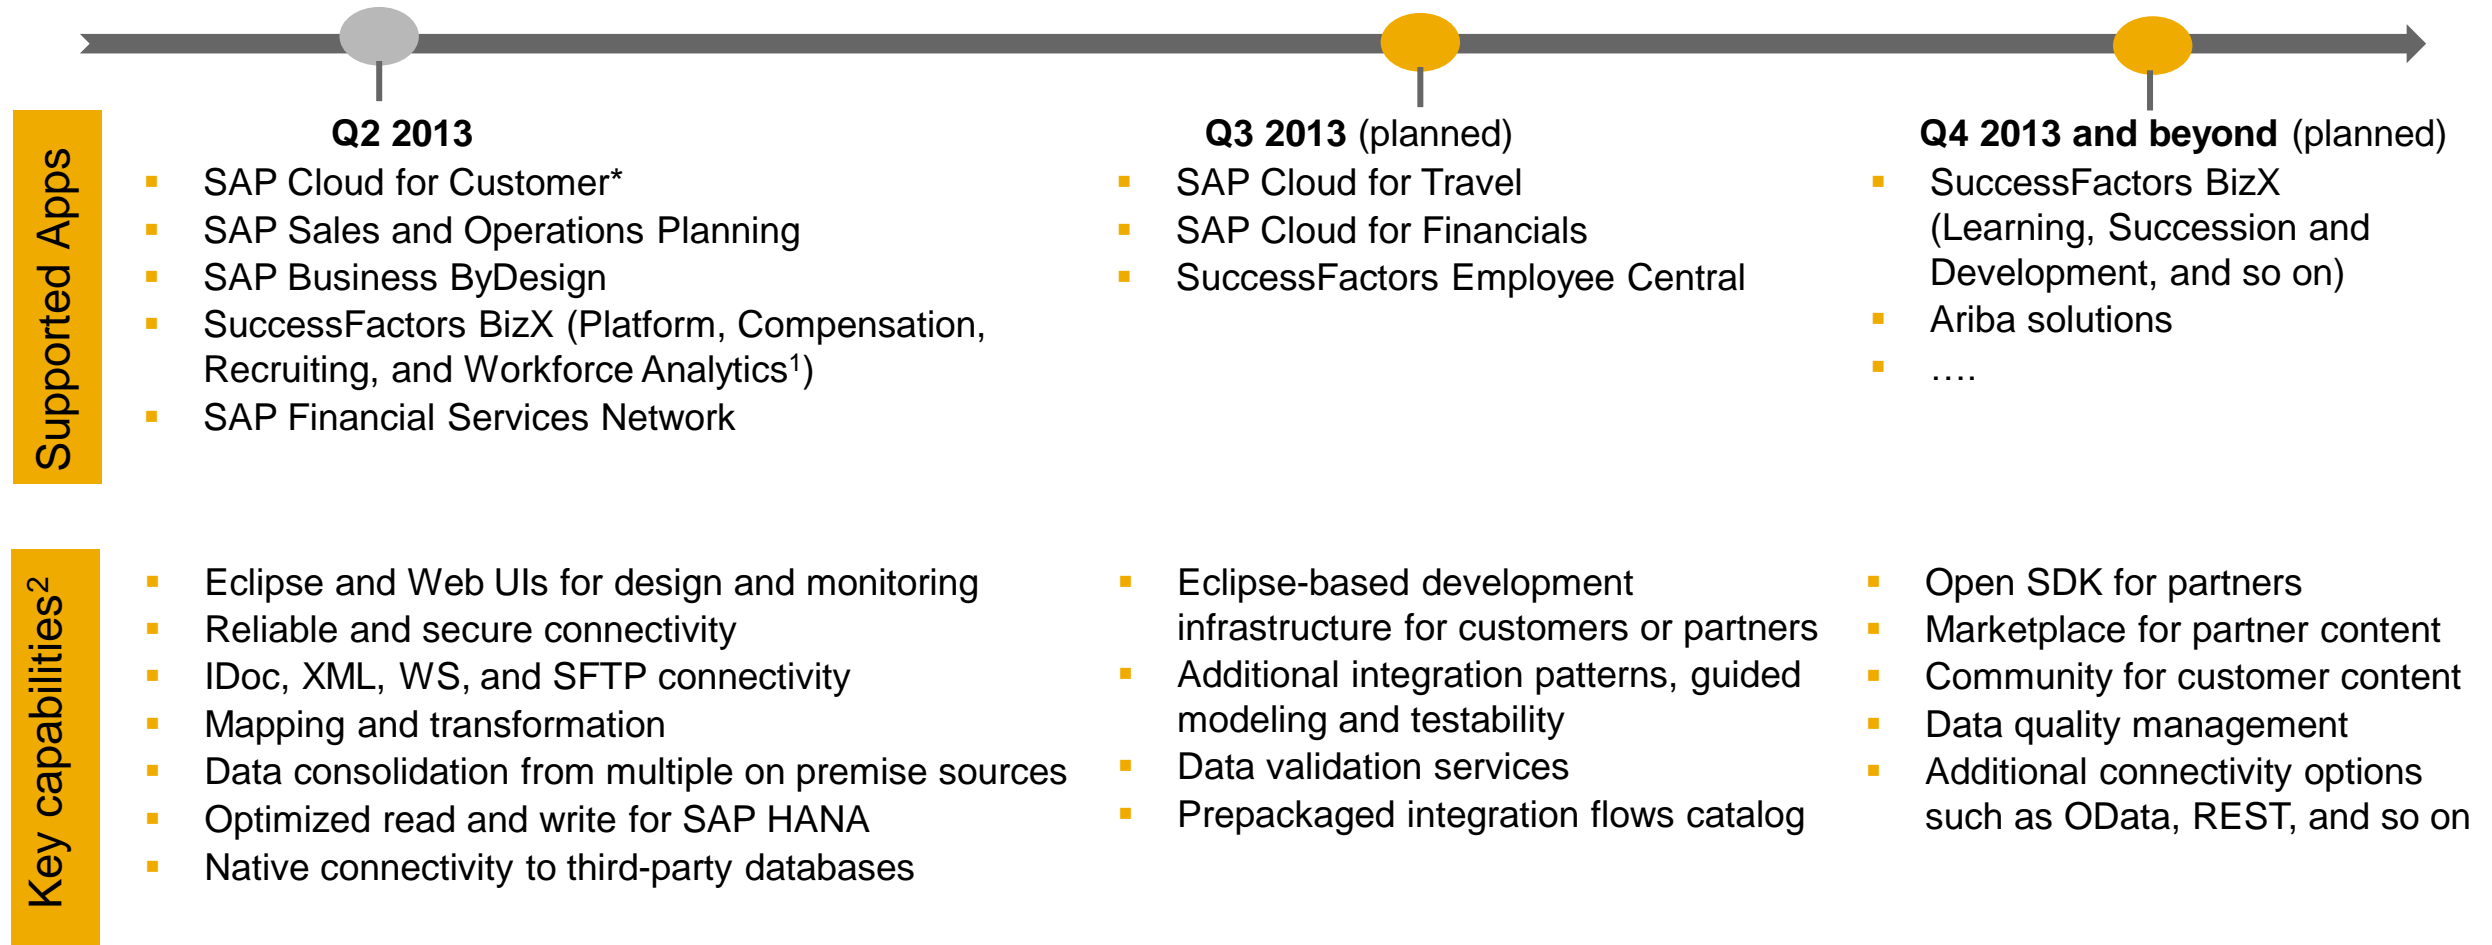 Q2 2013
Q3 2013 (planned)
Q4 2013 and beyond (planned)
Supported Apps
SAP Cloud for Customer*
SAP Sales and Operations Planning
SAP Business ByDesign
SuccessFactors BizX (Platform, Compensation,
Recruiting, and Workforce Analytics¹)
SAP Financial Services Network
SAP Cloud for Travel
SAP Cloud for Financials
SuccessFactors Employee Central
SuccessFactors BizX
(Learning, Succession and
Development, and so on)
Ariba solutions
….
Key capabilities²
Eclipse and Web UIs for design and monitoring
Reliable and secure connectivity
IDoc, XML, WS, and SFTP connectivity
Mapping and transformation
Data consolidation from multiple on premise sources
Optimized read and write for SAP HANA
Native connectivity to third-party databases
Eclipse-based development
infrastructure for customers or partners
Additional integration patterns, guided
modeling and testability
Data validation services
Prepackaged integration flows catalog
Open SDK for partners
Marketplace for partner content
Community for customer content
Data quality management
Additional connectivity options
such as OData, REST, and so on